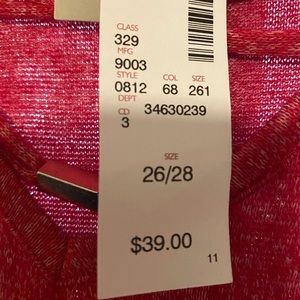 CLASS
329
MFG
9003
STYLE COL SIZE
0812 68 261
DEPT
34630239
CD
3
SIZE
26/28
$39.00
11